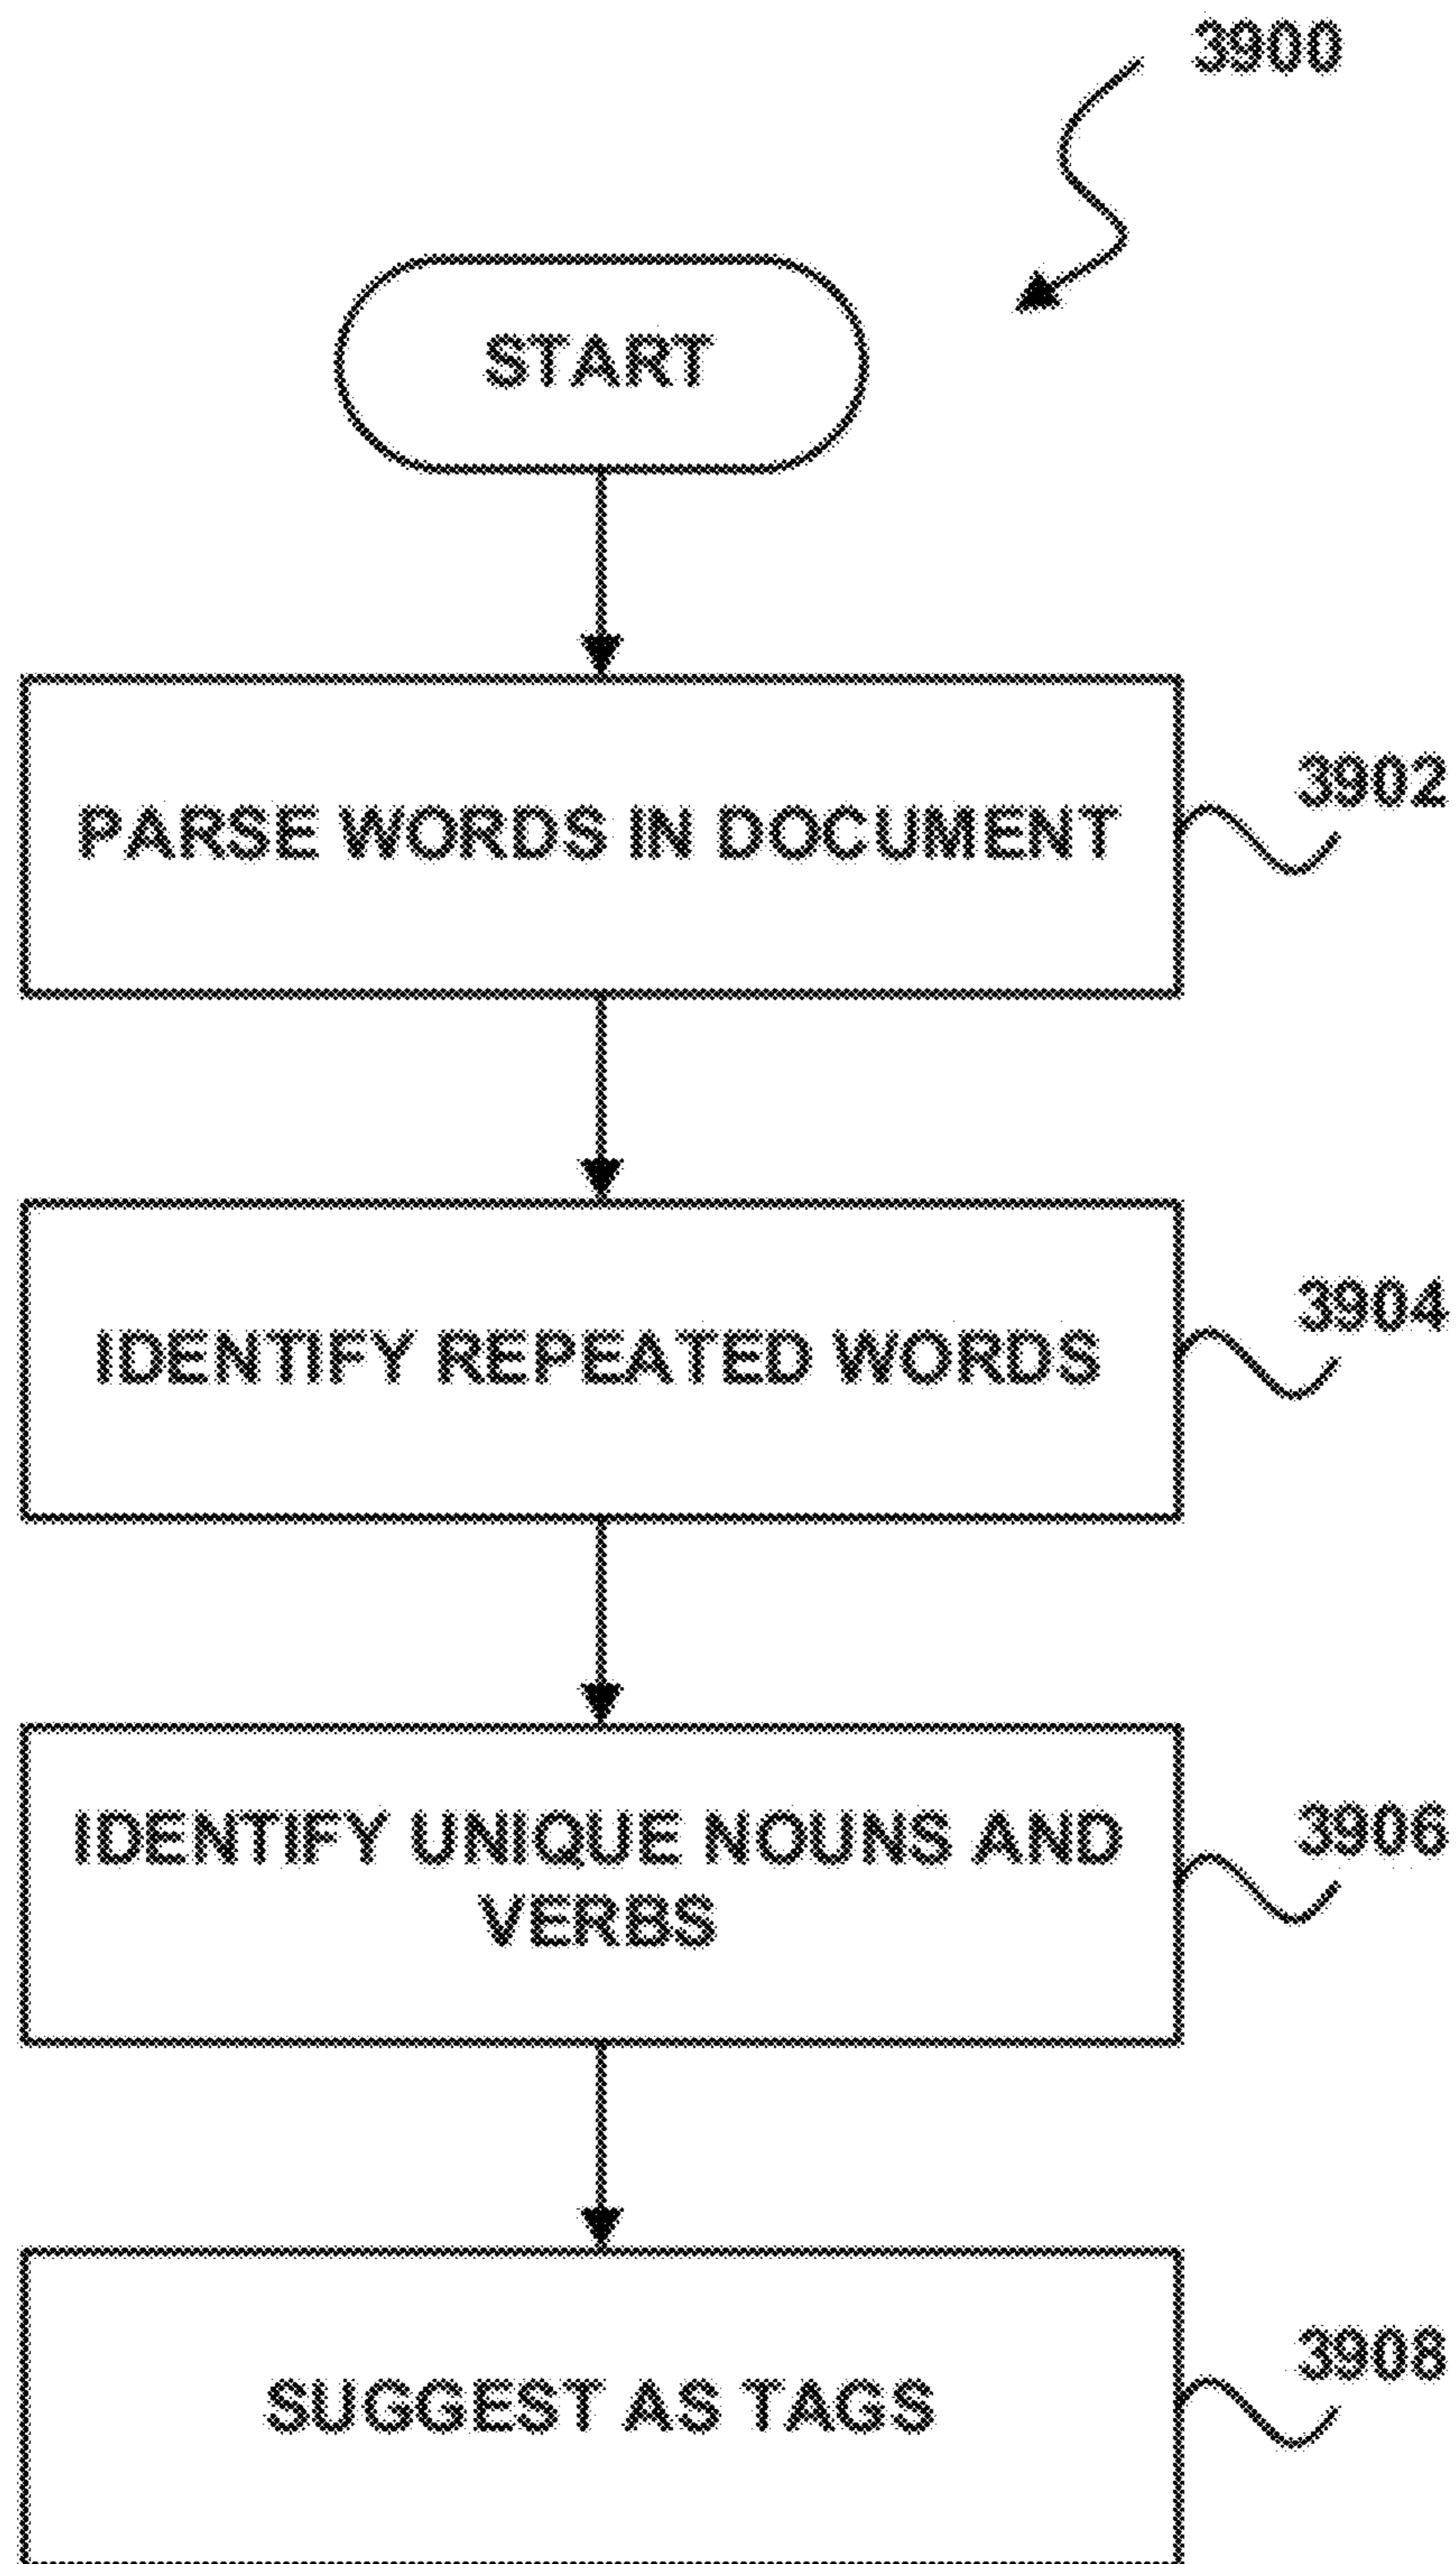 3900
START
PARSE WORDS IN DOCUMENT
3902
IDENTIFY REPEATED WORDS
3904
IDENTIFY UNIQUE NOUNS AND
VERBS
3906
SUGGEST AS TAGS
3908